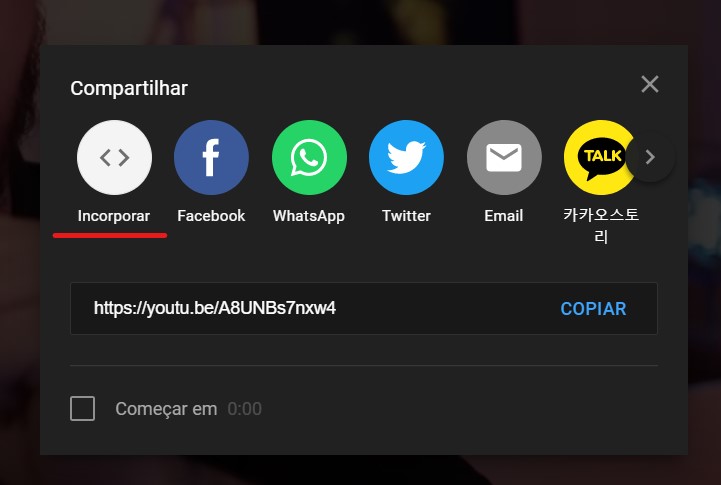 Compartilhar
TALK
Incorporar
Facebook
WhatsApp
Twitter
Email
카카오스토
리
https://youtu.be/A8UNBs7nxw4
COPIAR
Começar em 0:00